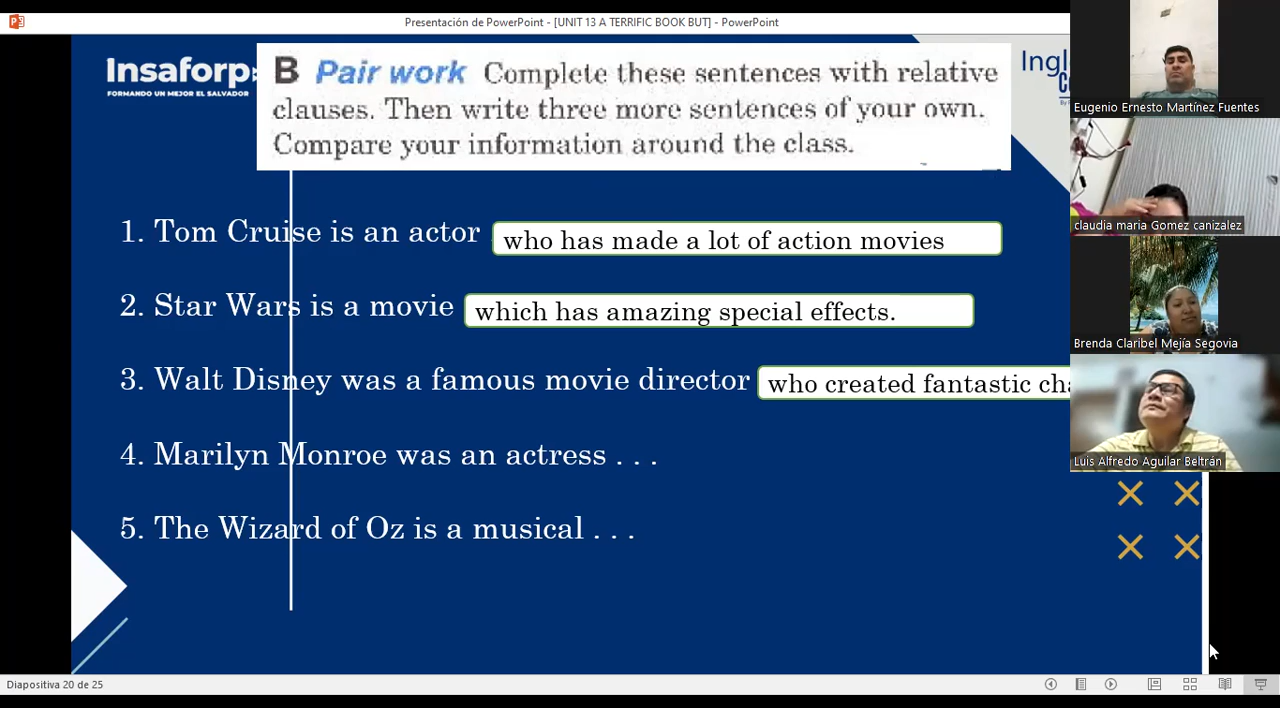 Presentación de PowerPoint - [UNIT 13 A TERRIFIC BOOK BUT] - PowerPoint
Insaforp
FORMANDO UN MEJOR EL SALVADOR
B Pair work Complete these sentences with relative
clauses. Then write three more sentences of your own.
Compare your information around the class.
1. Tom Cruise is an actor who has made a lot of action movies
2. Star Wars is a movie which has amazing special effects.
3. Walt Disney was a famous movie director who created fantastic cha
4. Marilyn Monroe was an actress . . .
5. The Wizard of Oz is a musical . . .
Eugenio Ernesto Martínez Fuentes
claudia maria Gomez canizalez
Brenda Claribel Mejía Segovia
Luis Alfredo Aguilar Beltrán
Diapositiva 20 de 25